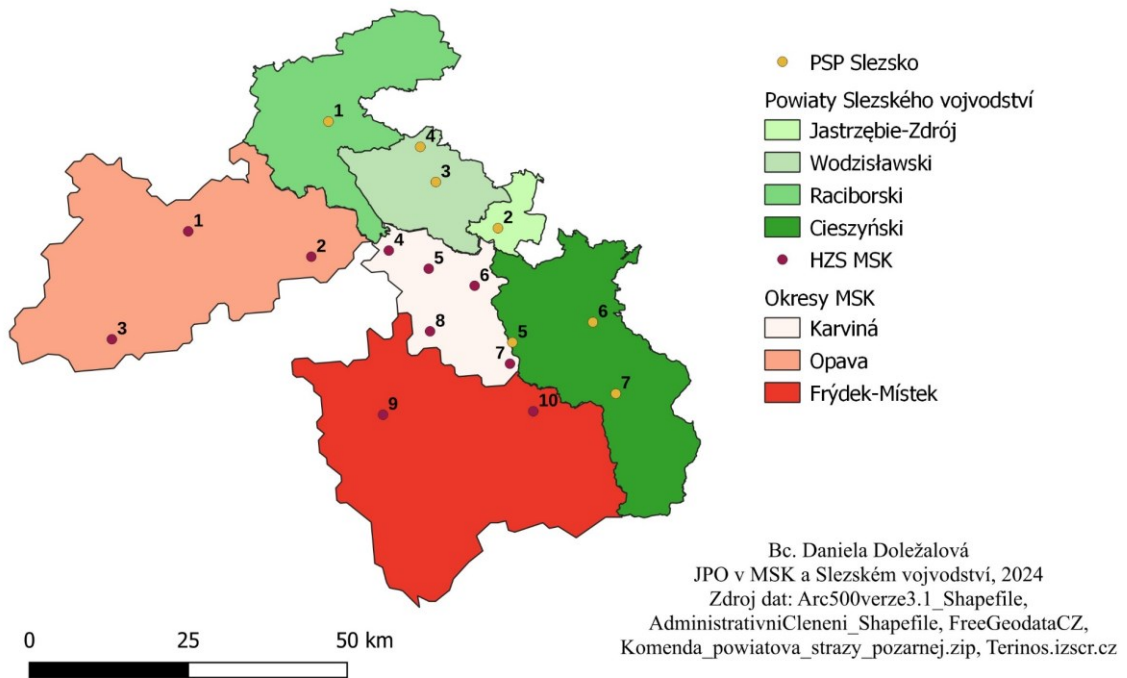 PSP Slezsko
Powiaty Slezského vojvodství
Jastrzębie-Zdrój
Wodzisławski
Raciborski
Cieszyński
HZS MSK
Okresy MSK
Karviná
Opava
Frýdek-Místek
1
4
3
2
1
2
3
4
5
6
8
7
5
6
7
9
10
0 25 50 km
Bc. Daniela Doležalová
JPO v MSK a Slezském vojvodství, 2024
Zdroj dat: Arc500verze3.1_Shapefile,
AdministrativniCleneni_Shapefile, FreeGeodataCZ,
Komenda_powiatova_strazy_pozarnej.zip, Terinos.izscr.cz